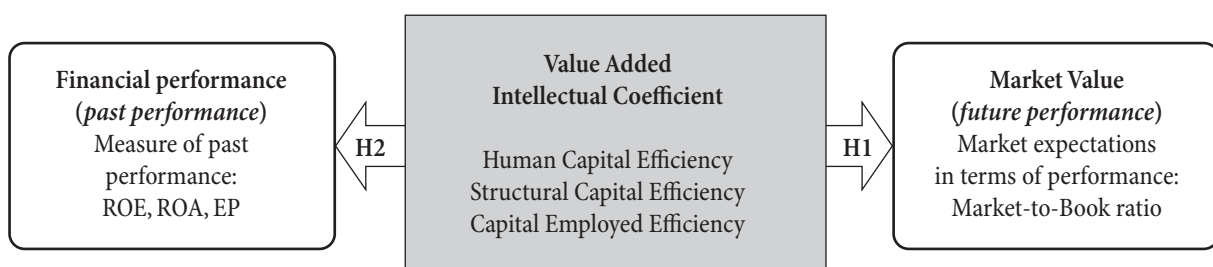 Financial performance
(past performance)
Measure of past
performance:
ROE, ROA, EP
H2
Value Added
Intellectual Coefficient
Human Capital Efficiency
Structural Capital Efficiency
Capital Employed Efficiency
H1
Market Value
(future performance)
Market expectations
in terms of performance:
Market-to-Book ratio